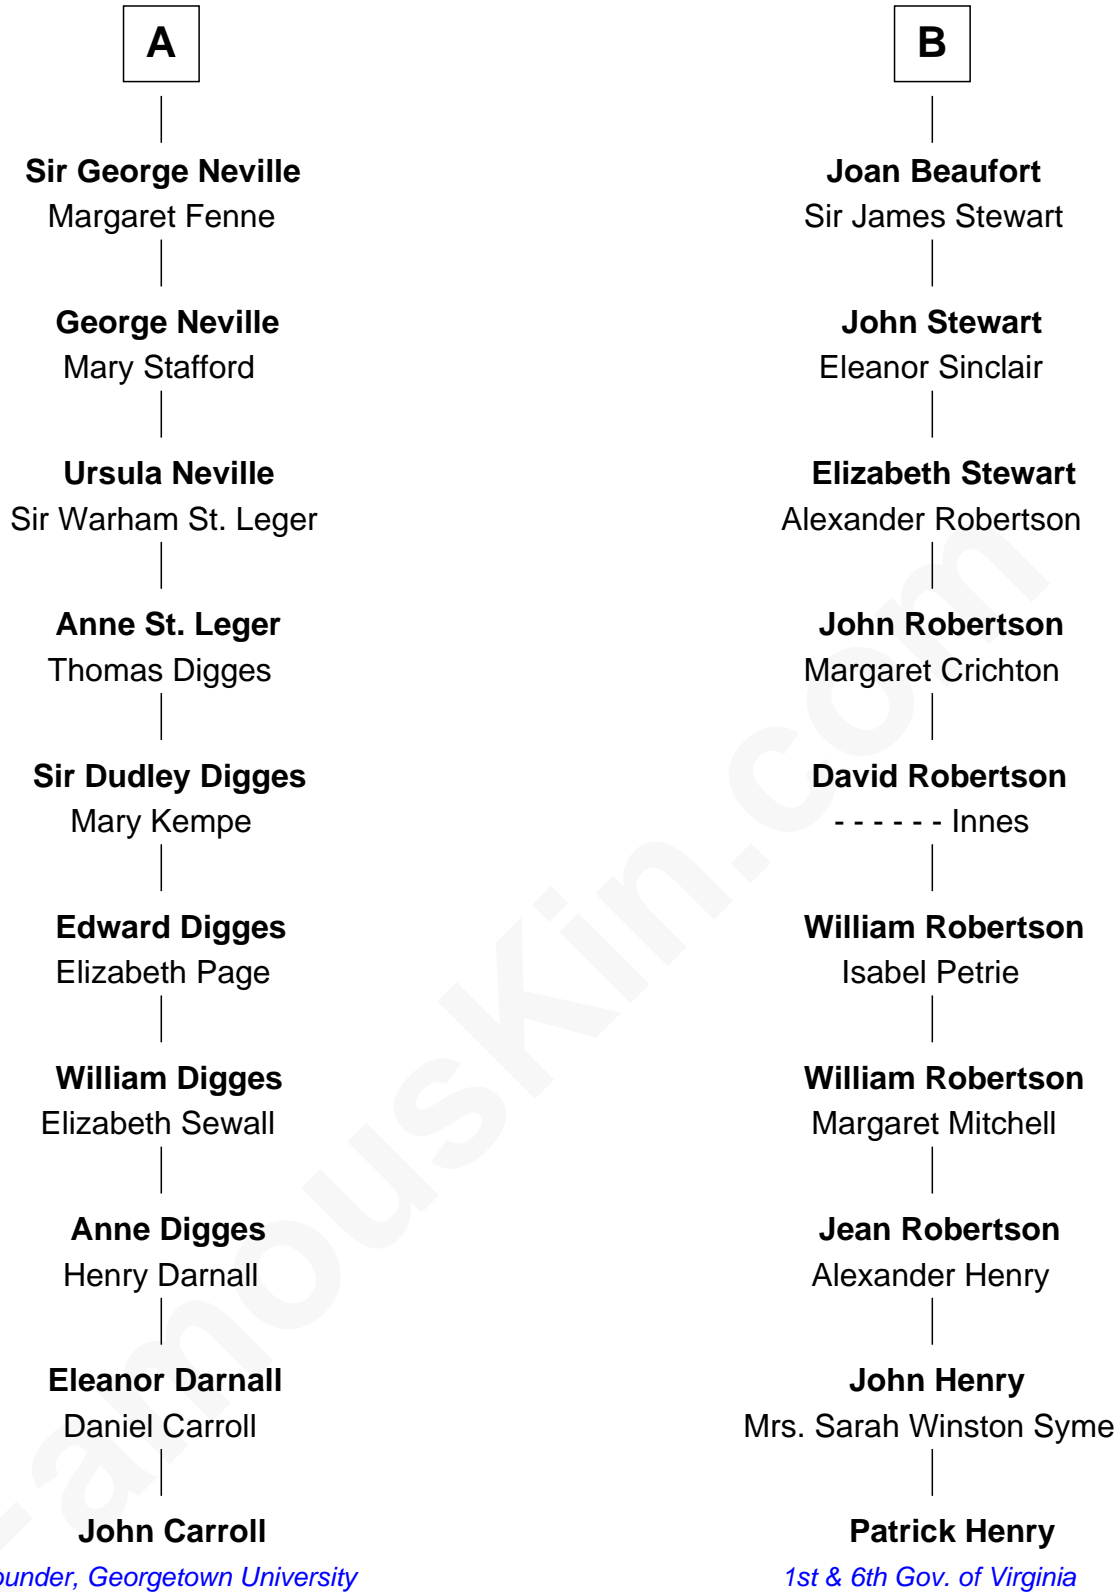 A
Sir George Neville
Margaret Fenne
George Neville
Mary Stafford
Ursula Neville
Sir Warham St. Leger
Anne St. Leger
Thomas Digges
Sir Dudley Digges
Mary Kempe
Edward Digges
Elizabeth Page
William Digges
Elizabeth Sewall
Anne Digges
Henry Darnall
Eleanor Darnall
Daniel Carroll
John Carroll
ounder, Georgetown University
B
Joan Beaufort
Sir James Stewart
John Stewart
Eleanor Sinclair
Elizabeth Stewart
Alexander Robertson
John Robertson
Margaret Crichton
David Robertson
- - - - - - Innes
William Robertson
Isabel Petrie
William Robertson
Margaret Mitchell
Jean Robertson
Alexander Henry
John Henry
Mrs. Sarah Winston Syme
Patrick Henry
1st & 6th Gov. of Virginia
FamousKin.com